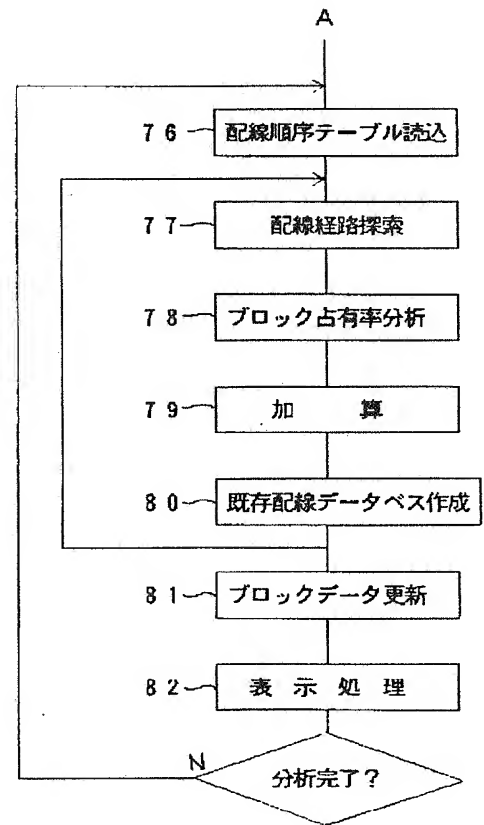 A
76 配線順序テーブル読込
77 配線経路探索
78 ブロック占有率分析
79 加 算
80 既存配線データベス作成
81 ブロックデータ更新
82 表 示 処 理
N 分析完了?